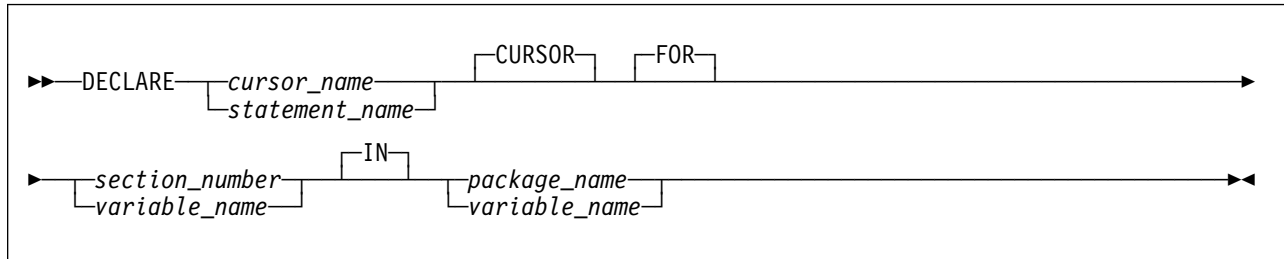 CURSOR FOR
DECLARE cursor_name
statement_name
IN
section_number package_name
variable_name variable_name